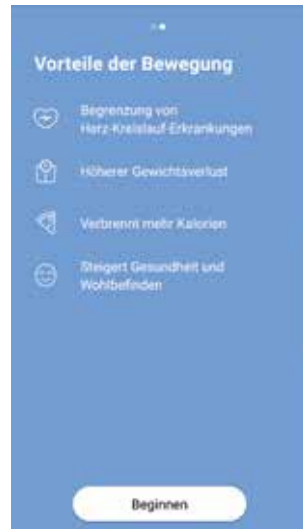 Vorteile der Bewegung
Begrenzung von
Herz-Kreislauf-Erkrankungen
Höherer Gewichtsverlust
Verbrennt mehr Kalorien
Steigert Gesundheit und
Wohlbefinden
Beginnen